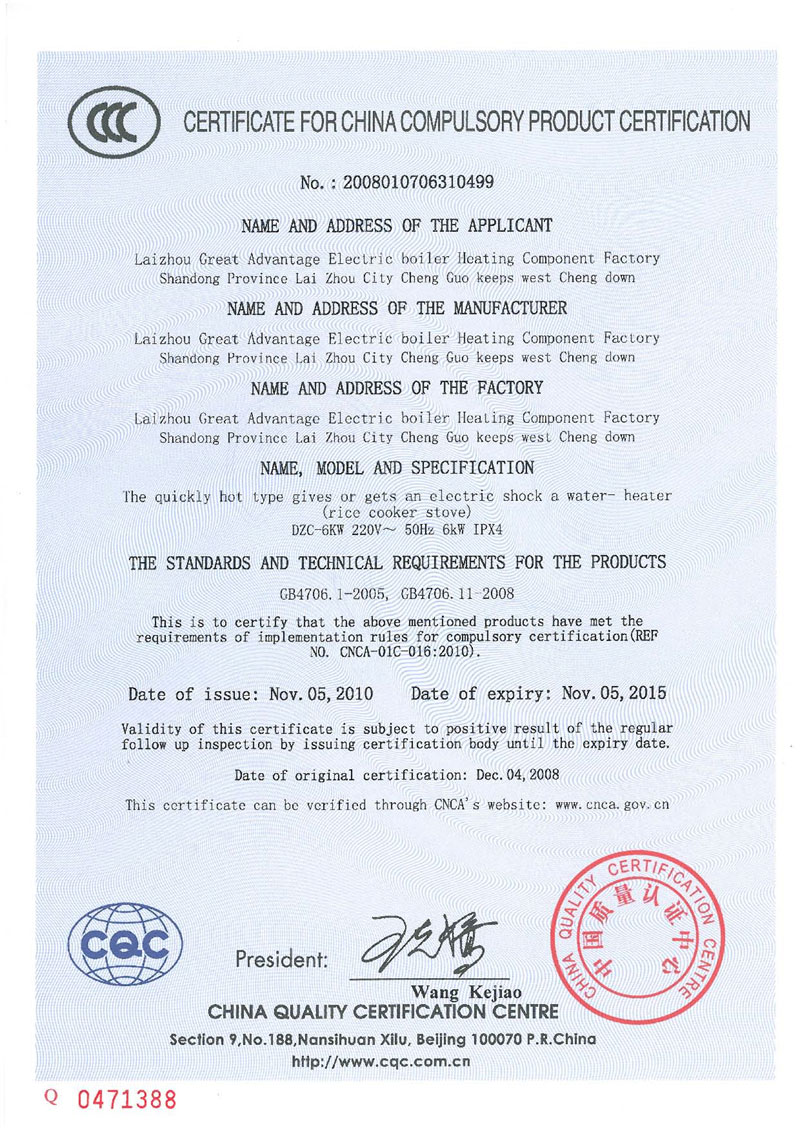 CCC
CERTIFICATE FOR CHINA COMPULSORY PRODUCT CERTIFICATION
No. : 2008010706310499
NAME AND ADDRESS OF THE APPLICANT
Laizhou Great Advantage Electric boiler Heating Component Factory
Shandong Province Lai Zhou City Cheng Guo keeps west Cheng down
NAME AND ADDRESS OF THE MANUFACTURER
Laizhou Great Advantage Electric boiler Heating Component Factory
Shandong Province Lai Zhou City Cheng Guo keeps west Cheng down
NAME AND ADDRESS OF THE FACTORY
Laizhou Great Advantage Electric boiler Heating Component Factory
Shandong Province Lai Zhou City Cheng Guo keeps west Cheng down
NAME, MODEL AND SPECIFICATION
The quickly hot type gives or gets an electric shock a water- heater
(rice cooker stove)
DZC-6KW 220V～ 50Hz 6kW IPX4
THE STANDARDS AND TECHNICAL REQUIREMENTS FOR THE PRODUCTS
GB4706.1-2005, GB4706.11-2008
This is to certify that the above mentioned products have met the
requirements of implementation rules for compulsory certification(REF
NO. CNCA-01C-016:2010).
Date of issue: Nov.05,2010 Date of expiry: Nov.05,2015
Validity of this certificate is subject to positive result of the regular
follow up inspection by issuing certification body until the expiry date.
Date of original certification: Dec.04,2008
This certificate can be verified through CNCA's website: www.cnca.gov.cn
CHINA QUALITY CERTIFICATION CENTRE
中国质量认证中心
CQC
President:
王克娇
Wang Kejiao
CHINA QUALITY CERTIFICATION CENTRE
Section 9,No.188,Nansihuan Xilu, Beijing 100070 P.R.China
http://www.cqc.com.cn
Q 0471388